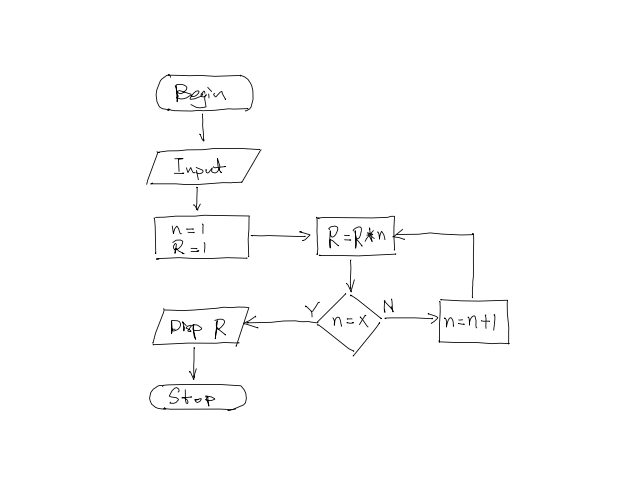 Begin
Input
n=1
R=1
R=R*n
n=x
Y
N
n=n+1
Disp R
Stop